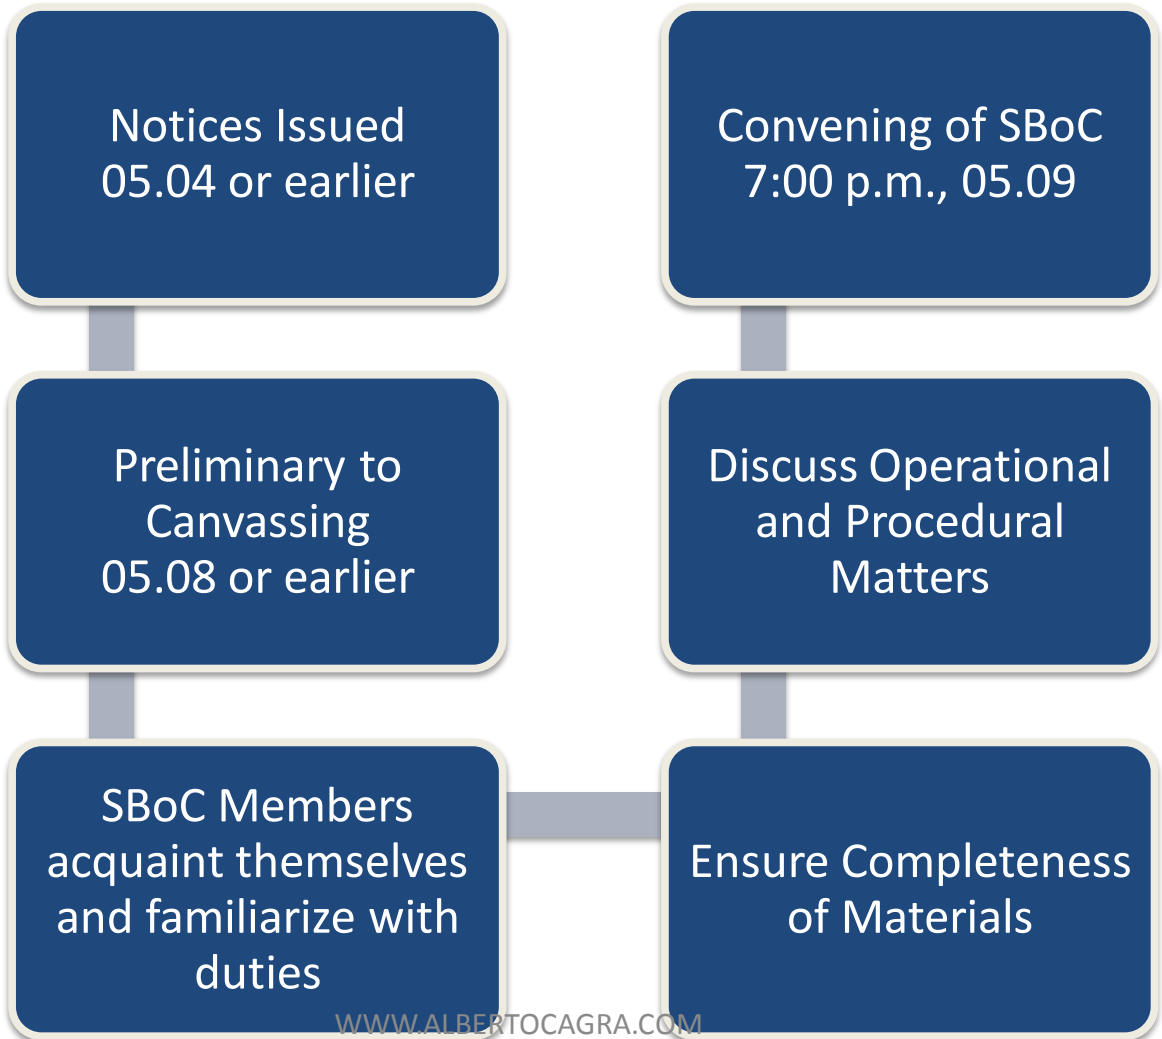 Notices Issued
05.04 or earlier
Preliminary to
Canvassing
05.08 or earlier
SBoC Members
acquaint themselves
and familiarize with
duties
Ensure Completeness
of Materials
Discuss Operational
and Procedural
Matters
Convening of SBoC
7:00 p.m., 05.09
WWW.ALBERTOCAGRA.COM